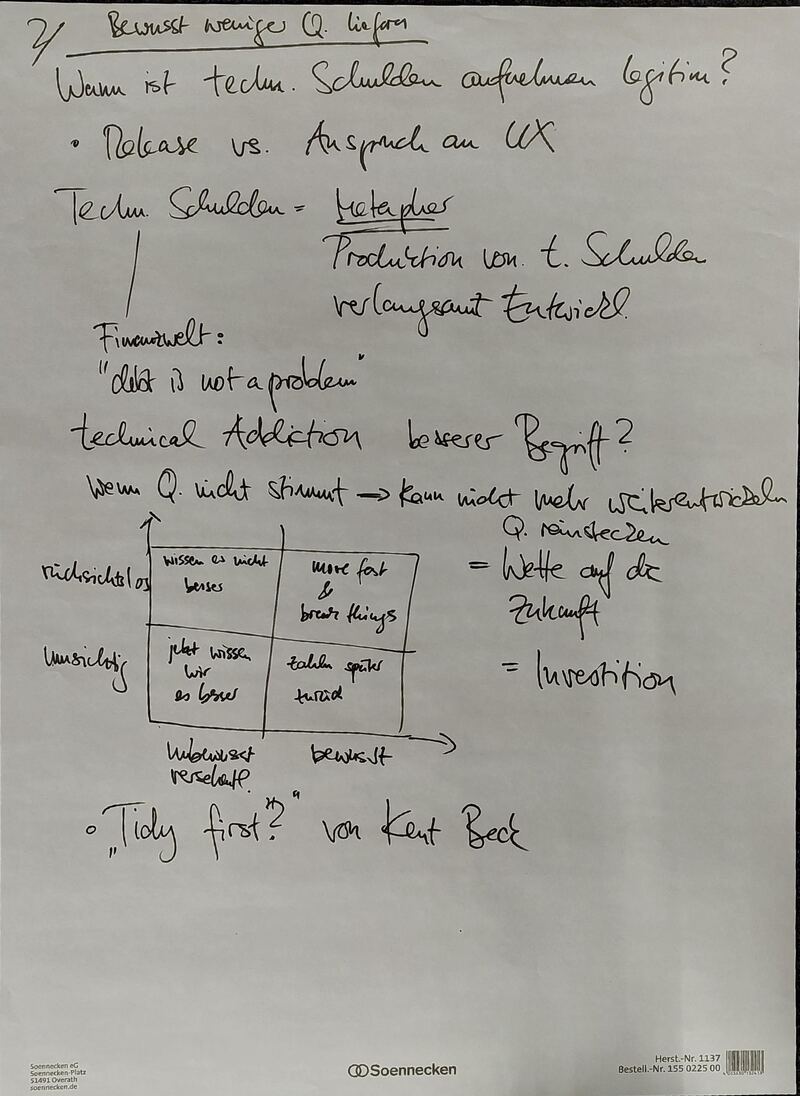 2/ Bewusst weniger Q. liefern
Wann ist techn. Schulden aufnehmen legitim?
• Release vs. Anspruch an UX
Techn. Schulden = Metapher
Produktion von t. Schulden
verlangsamt Entwickl.
Finanzwelt:
"debt is not a problem"
technical Addiction besserer Begriff?
Wenn Q. nicht stimmt → kann nicht mehr weiterentwickeln
Q. reinstecken
= Wette auf die
Zukunft
= Investition
rücksichtslos
wissen es nicht
besser
move fast
&
break things
Umsichtig
jetzt wissen
wir
es besser
zahlen später
zurück
Unbewusst
bewusst
• „Tidy first?" von Kent Beck
Soennecken eG
Soennecken-Platz
51491 Overath
soennecken.de
Soennecken
Herst.-Nr. 1137
Bestell.-Nr. 155 0225 00